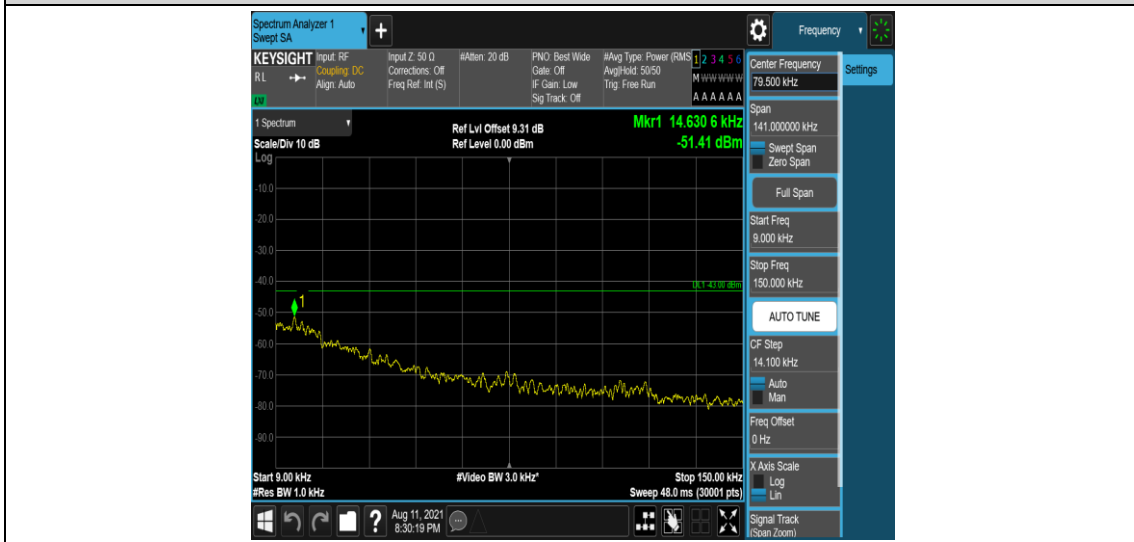 Spectrum Analyzer 1
Swept SA
+
Frequency
KEYSIGHT
RL
LXI
Input: RF
Coupling: DC
Align: Auto
Input Z: 50 Ω
Corrections: Off
Freq Ref: Int (S)
#Atten: 20 dB
PNO: Best Wide
Gate: Off
IF Gain: Low
Sig Track: Off
#Avg Type: Power (RMS
Avg|Hold: 50/50
Trig: Free Run
1 2 3 4 5 6
M W W W W W
A A A A A A
1 Spectrum
Scale/Div 10 dB
Log
Ref Lvl Offset 9.31 dB
Ref Level 0.00 dBm
Mkr1 14.630 6 kHz
-51.41 dBm
-10.0
-20.0
-30.0
-40.0
DL1 -43.00 dBm
1
-50.0
-60.0
-70.0
-80.0
-90.0
Start 9.00 kHz
#Res BW 1.0 kHz
#Video BW 3.0 kHz*
Stop 150.00 kHz
Sweep 48.0 ms (30001 pts)
Center Frequency
79.500 kHz
Settings
Span
141.000000 kHz
Swept Span
Zero Span
Full Span
Start Freq
9.000 kHz
Stop Freq
150.000 kHz
AUTO TUNE
CF Step
14.100 kHz
Auto
Man
Freq Offset
0 Hz
X Axis Scale
Log
Lin
Signal Track
(Span Zoom)
?
Aug 11, 2021
8:30:19 PM